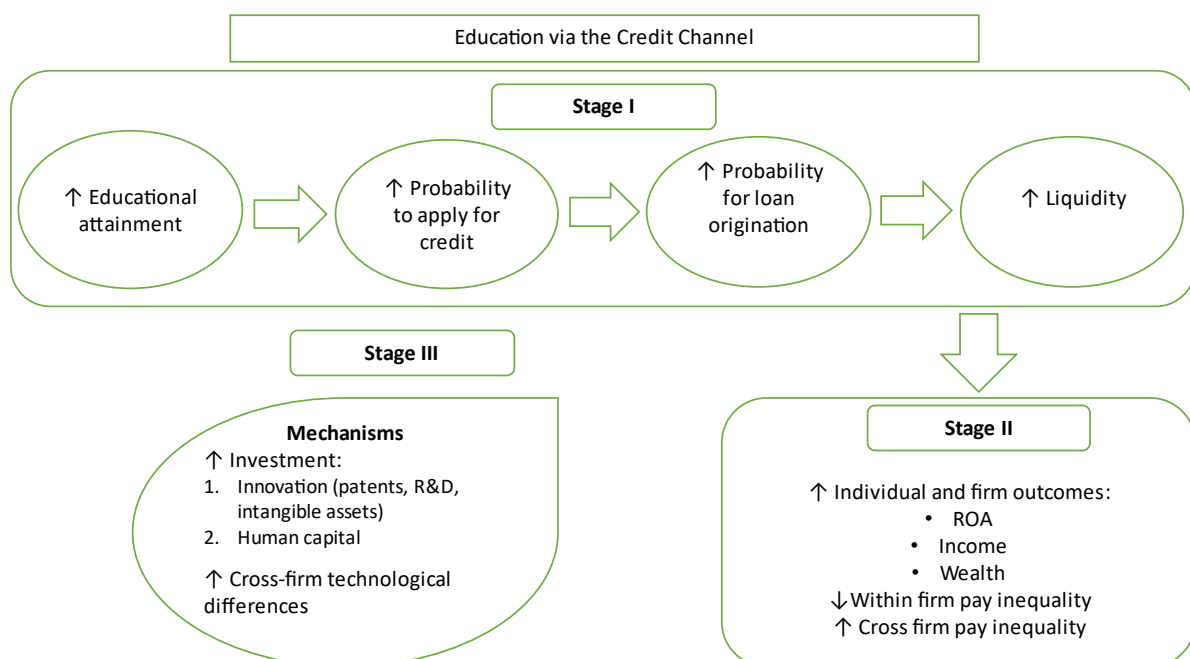 Education via the Credit Channel
Stage I
↑ Educational
attainment
↑ Probability
to apply for
credit
↑ Probability
for loan
origination
↑ Liquidity
Stage III
Mechanisms
↑ Investment:
1. Innovation (patents, R&D,
intangible assets)
2. Human capital
↑ Cross-firm technological
differences
Stage II
↑ Individual and firm outcomes:
• ROA
• Income
• Wealth
↓Within firm pay inequality
↑ Cross firm pay inequality